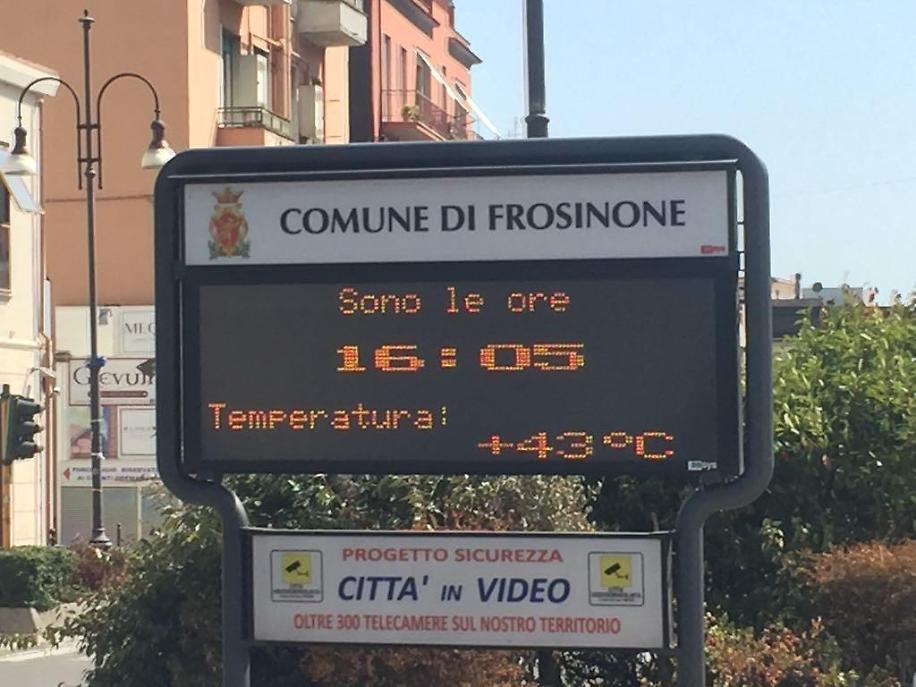 COMUNE DI FROSINONE
Sono le ore
16:05
Temperatura:
+43°C
PROGETTO SICUREZZA
CITTA' IN VIDEO
OLTRE 300 TELECAMERE SUL NOSTRO TERRITORIO